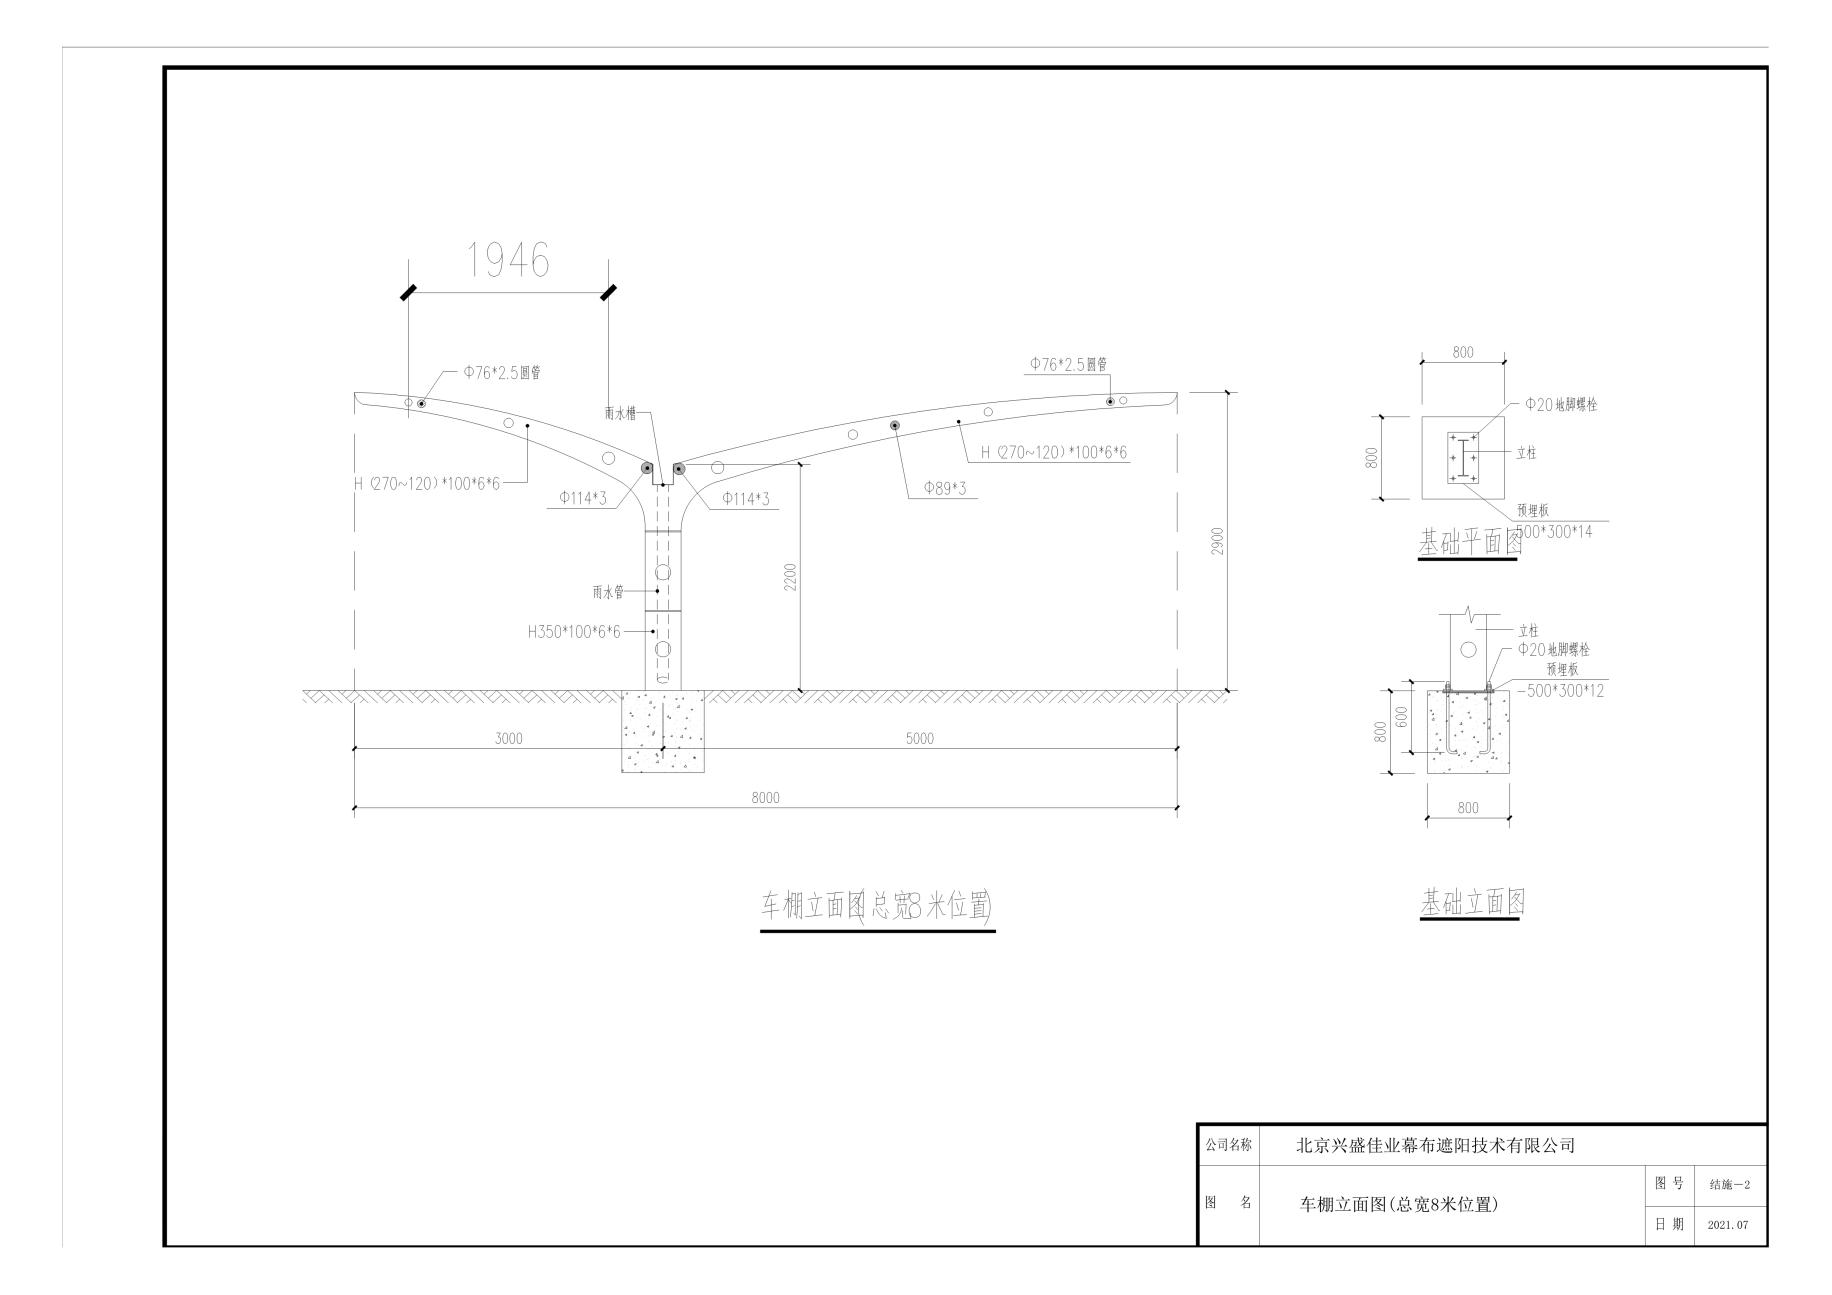 1946
Φ76*2.5圆管
Φ76*2.5圆管
雨水槽
H (270~120) *100*6*6
H (270~120) *100*6*6
Φ114*3
Φ114*3
Φ89*3
2200
2900
雨水管
H350*100*6*6
3000
5000
8000
车棚立面图(总宽8米位置)
800
800
Φ20地脚螺栓
立柱
预埋板
-500*300*14
基础平面图
立柱
Φ20地脚螺栓
预埋板
-500*300*12
600
800
800
基础立面图
公司名称
北京兴盛佳业幕布遮阳技术有限公司
图 名
车棚立面图(总宽8米位置)
图 号
结施-2
日 期
2021.07